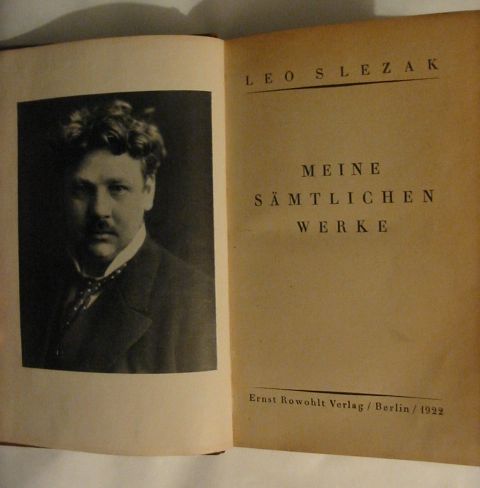 LEO SLEZAK
MEINE
SÄMTLICHEN
WERKE
Ernst Rowohlt Verlag / Berlin / 1922